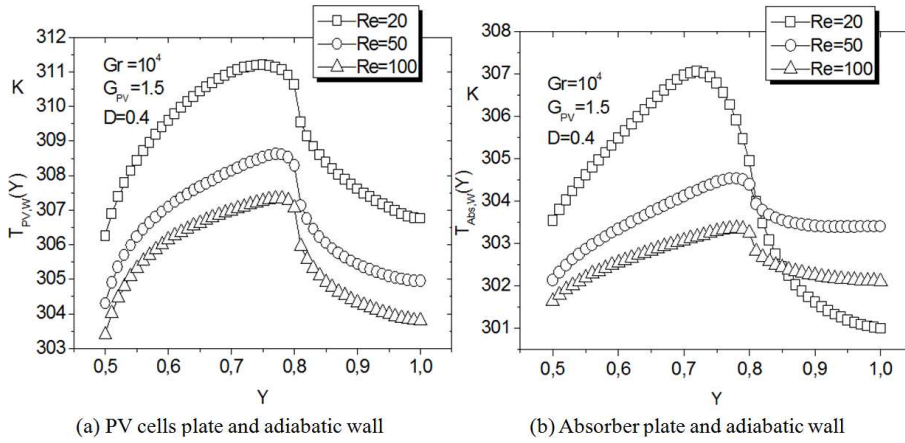 Re=20
Re=50
Re=100
312
311
K
309
308
307
306
305
304
303
T_PV,W(Y)
Gr=10⁴
G_PV=1.5
D=0.4
0,5 0,6 0,7 0,8 0,9 1,0
Y
(a) PV cells plate and adiabatic wall
Re=20
Re=50
Re=100
308
307
K
305
304
303
302
301
T_Abs,W(Y)
Gr=10⁴
G_PV=1.5
D=0.4
0,5 0,6 0,7 0,8 0,9 1,0
Y
(b) Absorber plate and adiabatic wall